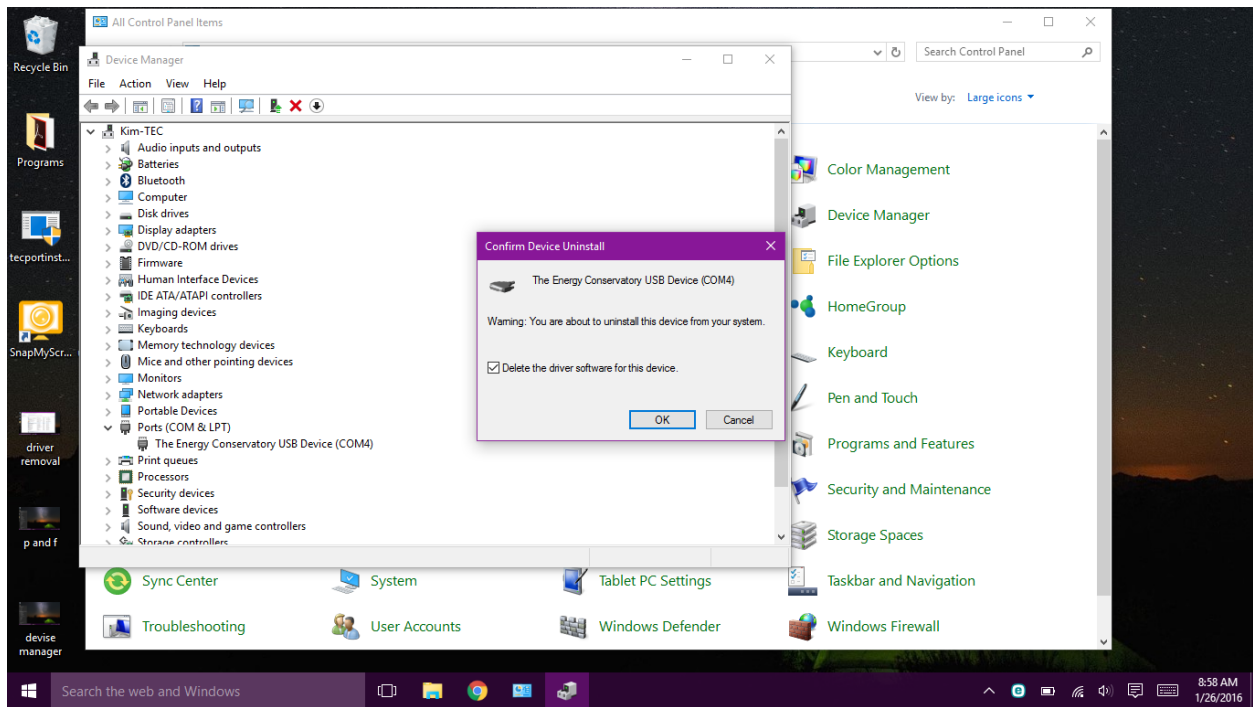 Recycle Bin
Programs
tecportinst...
SnapMyScr...
driver
removal
p and f
devise
manager
All Control Panel Items
Search Control Panel
View by: Large icons
Device Manager
File Action View Help
Kim-TEC
Audio inputs and outputs
Batteries
Bluetooth
Computer
Disk drives
Display adapters
DVD/CD-ROM drives
Firmware
Human Interface Devices
IDE ATA/ATAPI controllers
Imaging devices
Keyboards
Memory technology devices
Mice and other pointing devices
Monitors
Network adapters
Portable Devices
Ports (COM & LPT)
The Energy Conservatory USB Device (COM4)
Print queues
Processors
Security devices
Software devices
Sound, video and game controllers
Storage controllers
Confirm Device Uninstall
The Energy Conservatory USB Device (COM4)
Warning: You are about to uninstall this device from your system.
Delete the driver software for this device.
OK Cancel
Color Management
Device Manager
File Explorer Options
HomeGroup
Keyboard
Pen and Touch
Programs and Features
Security and Maintenance
Storage Spaces
Sync Center System Tablet PC Settings Taskbar and Navigation
Troubleshooting User Accounts Windows Defender Windows Firewall
Search the web and Windows
8:58 AM
1/26/2016